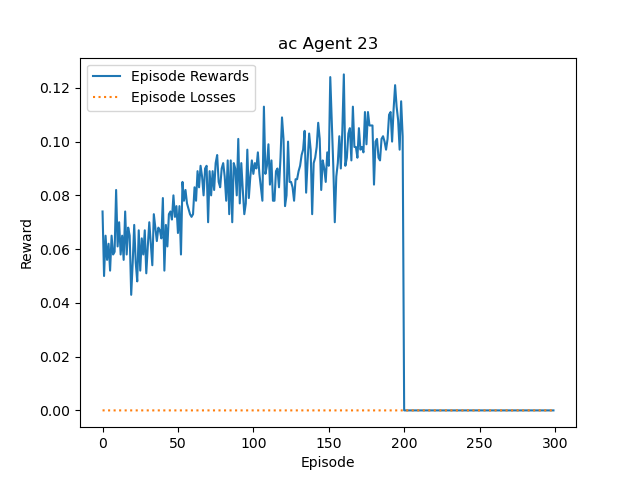 ac Agent 23
Episode Rewards
Episode Losses
0.12
0.10
0.08
0.06
0.04
0.02
0.00
Reward
0 50 100 150 200 250 300
Episode